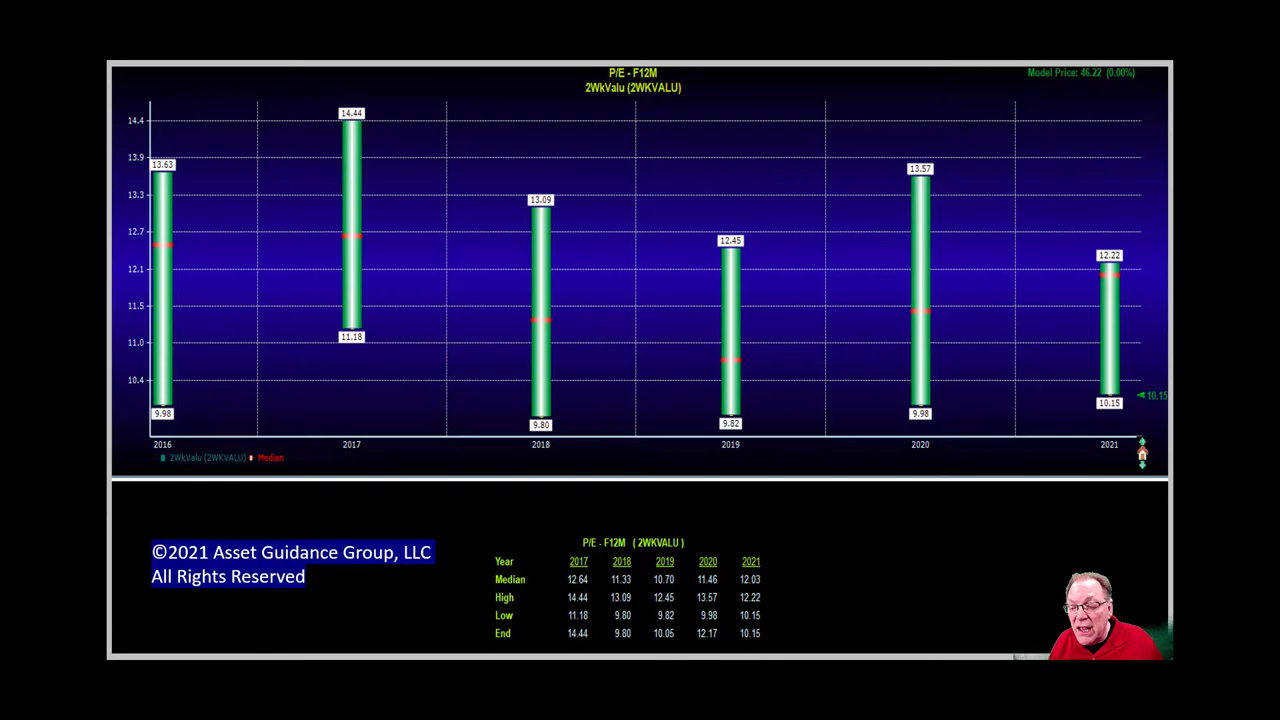 P/E - F12M
2WkValu (2WKVALU)
Model Price: 46.22 (0.00%)
14.4
13.9
13.3
12.7
12.1
11.5
11.0
10.4
13.63
9.98
14.44
11.18
13.09
9.80
12.45
9.82
13.57
9.98
12.22
10.15
10.15
2016 2017 2018 2019 2020 2021
2WkValu (2WKVALU) Median
©2021 Asset Guidance Group, LLC
All Rights Reserved
P/E - F12M ( 2WKVALU )
Year 2017 2018 2019 2020 2021
Median 12.64 11.33 10.70 11.46 12.03
High 14.44 13.09 12.45 13.57 12.22
Low 11.18 9.80 9.82 9.98 10.15
End 14.44 9.80 10.05 12.17 10.15